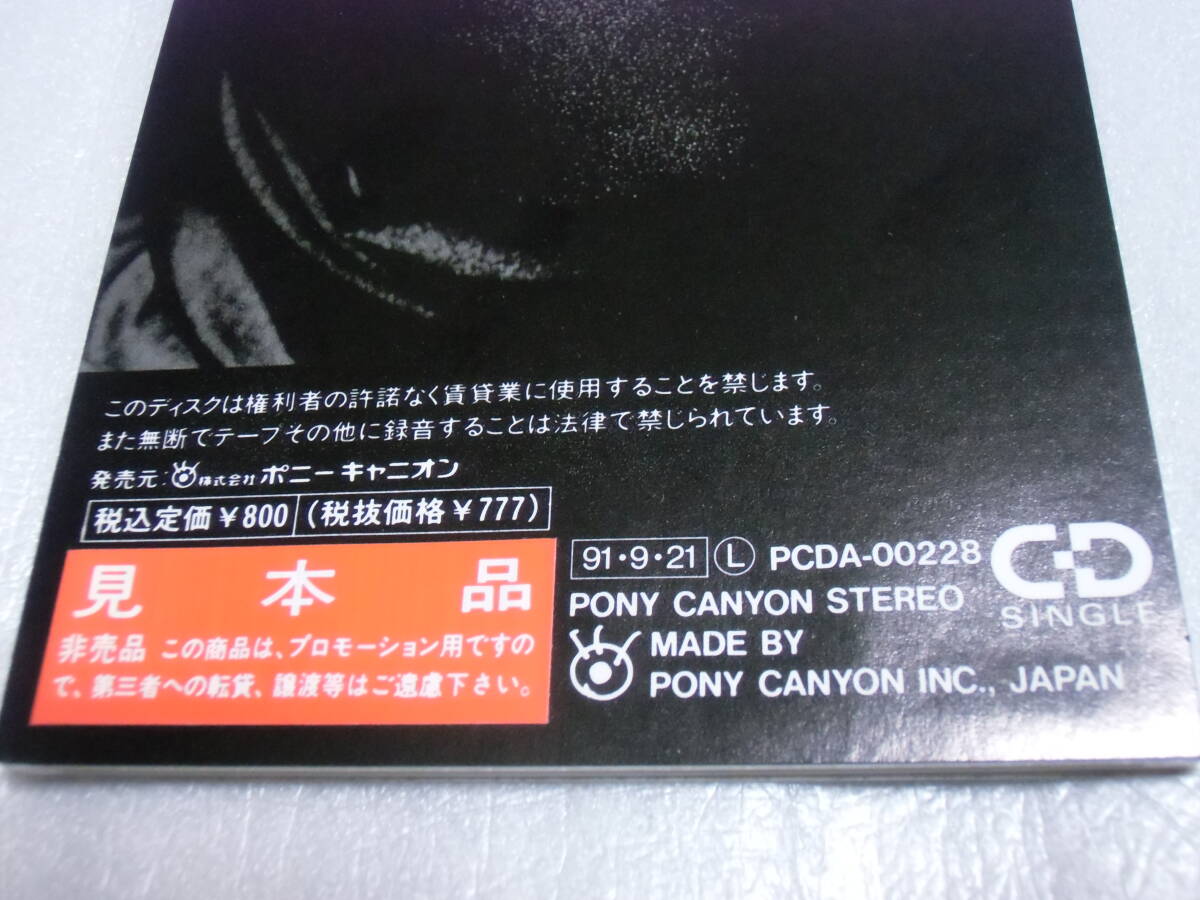 このディスクは権利者の許諾なく賃貸業に使用することを禁じます。
また無断でテープその他に録音することは法律で禁じられています。
発売元:株式会社ポニーキャニオン
税込定価¥800 (税抜価格¥777)
見本品
非売品 この商品は、プロモーション用ですの
で、第三者への転貸、譲渡等はご遠慮下さい。
91・9・21 Ⓛ PCDA-00228
PONY CANYON STEREO
MADE BY
PONY CANYON INC., JAPAN
CD
SINGLE